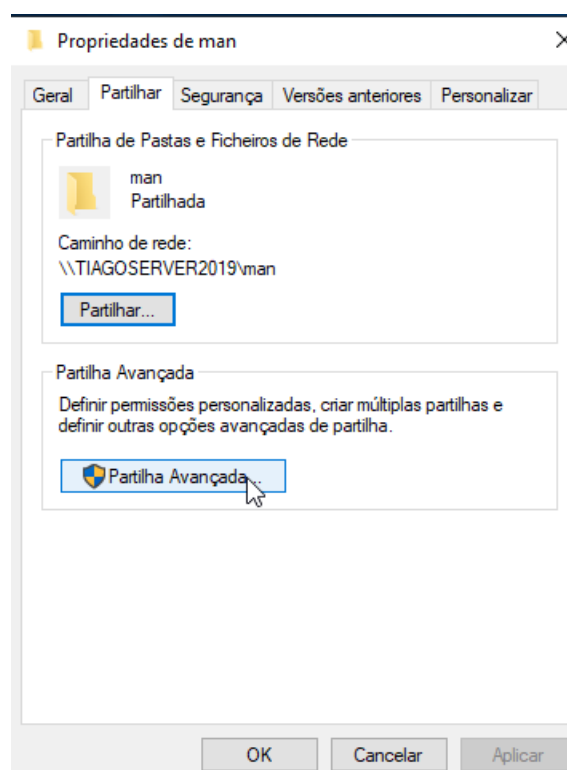 Propriedades de man
Geral Partilhar Segurança Versões anteriores Personalizar
Partilha de Pastas e Ficheiros de Rede
man
Partilhada
Caminho de rede:
\\TIAGOSERVER2019\man
Partilhar...
Partilha Avançada
Definir permissões personalizadas, criar múltiplas partilhas e
definir outras opções avançadas de partilha.
Partilha Avançada...
OK Cancelar Aplicar